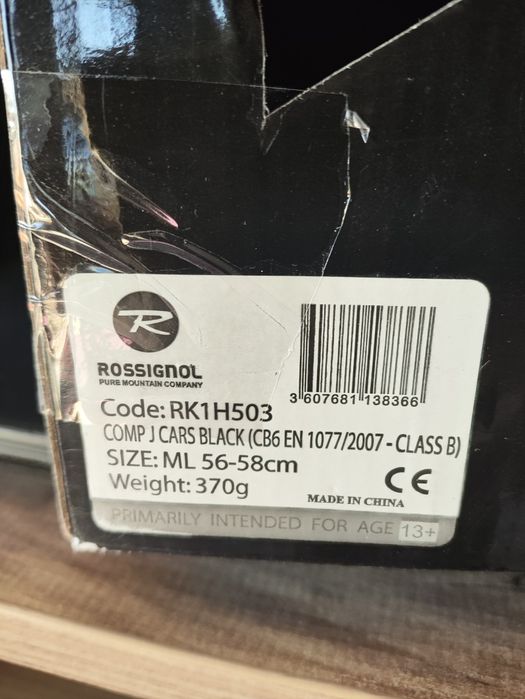 R
ROSSIGNOL
PURE MOUNTAIN COMPANY
3 607681 138366
Code: RK1H503
COMP J CARS BLACK (CB6 EN 1077/2007 - CLASS B)
SIZE: ML 56-58cm
Weight: 370g
CE
MADE IN CHINA
PRIMARILY INTENDED FOR AGE 13+